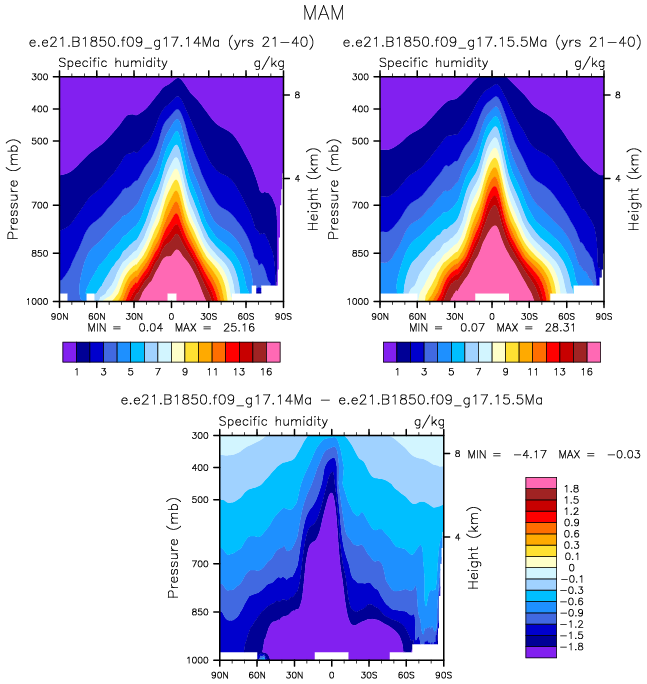 MAM
e.e21.B1850.f09_g17.14Ma (yrs 21-40)
Specific humidity g/kg
300
400
500
700
850
1000
Pressure (mb)
8
4
Height (km)
90N 60N 30N 0 30S 60S 90S
MIN = 0.04 MAX = 25.16
1 3 5 7 9 11 13 16
e.e21.B1850.f09_g17.15.5Ma (yrs 21-40)
Specific humidity g/kg
300
400
500
700
850
1000
Pressure (mb)
8
4
Height (km)
90N 60N 30N 0 30S 60S 90S
MIN = 0.07 MAX = 28.31
1 3 5 7 9 11 13 16
e.e21.B1850.f09_g17.14Ma - e.e21.B1850.f09_g17.15.5Ma
Specific humidity g/kg
300
400
500
700
850
1000
Pressure (mb)
8
4
Height (km)
90N 60N 30N 0 30S 60S 90S
MIN = -4.17 MAX = -0.03
1.8
1.5
1.2
0.9
0.6
0.3
0.1
0
-0.1
-0.3
-0.6
-0.9
-1.2
-1.5
-1.8